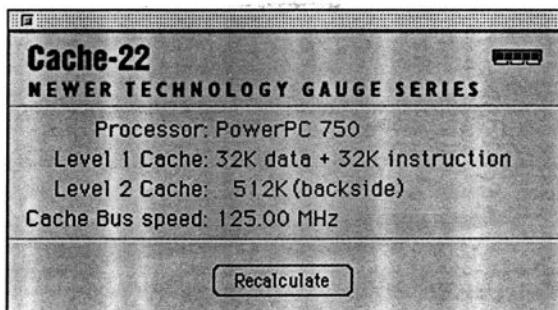 Cache-22
NEWER TECHNOLOGY GAUGE SERIES
Processor: PowerPC 750
Level 1 Cache: 32K data + 32K instruction
Level 2 Cache: 512K (backside)
Cache Bus speed: 125.00 MHz
Recalculate